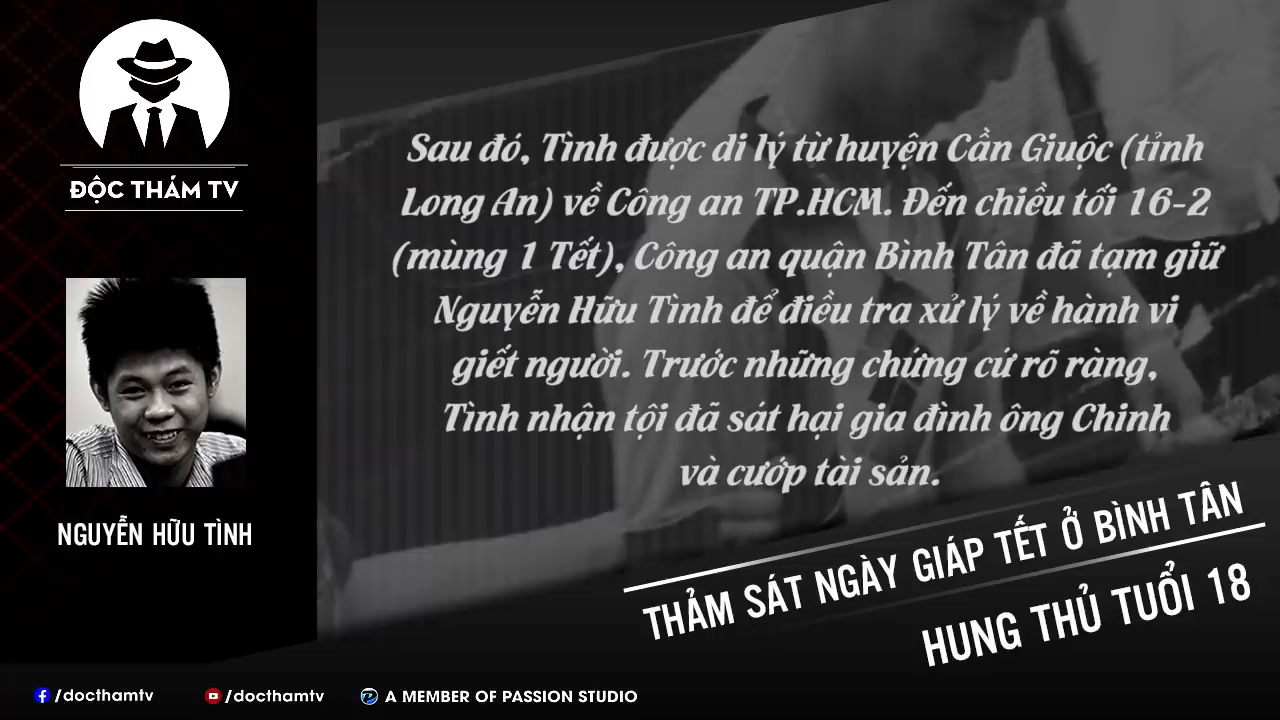 ĐỘC THÁM TV
NGUYỄN HỮU TÌNH
Sau đó, Tình được di lý từ huyện Cần Giuộc (tỉnh
Long An) về Công an TP.HCM. Đến chiều tối 16-2
(mùng 1 Tết), Công an quận Bình Tân đã tạm giữ
Nguyễn Hữu Tình để điều tra xử lý về hành vi
giết người. Trước những chứng cứ rõ ràng,
Tình nhận tội đã sát hại gia đình ông Chinh
và cướp tài sản.
THẢM SÁT NGÀY GIÁP TẾT Ở BÌNH TÂN
HUNG THỦ TUỔI 18
/docthamtv
/docthamtv
A MEMBER OF PASSION STUDIO